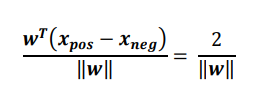 w^T(x_pos − x_neg) / ‖w‖ = 2 / ‖w‖